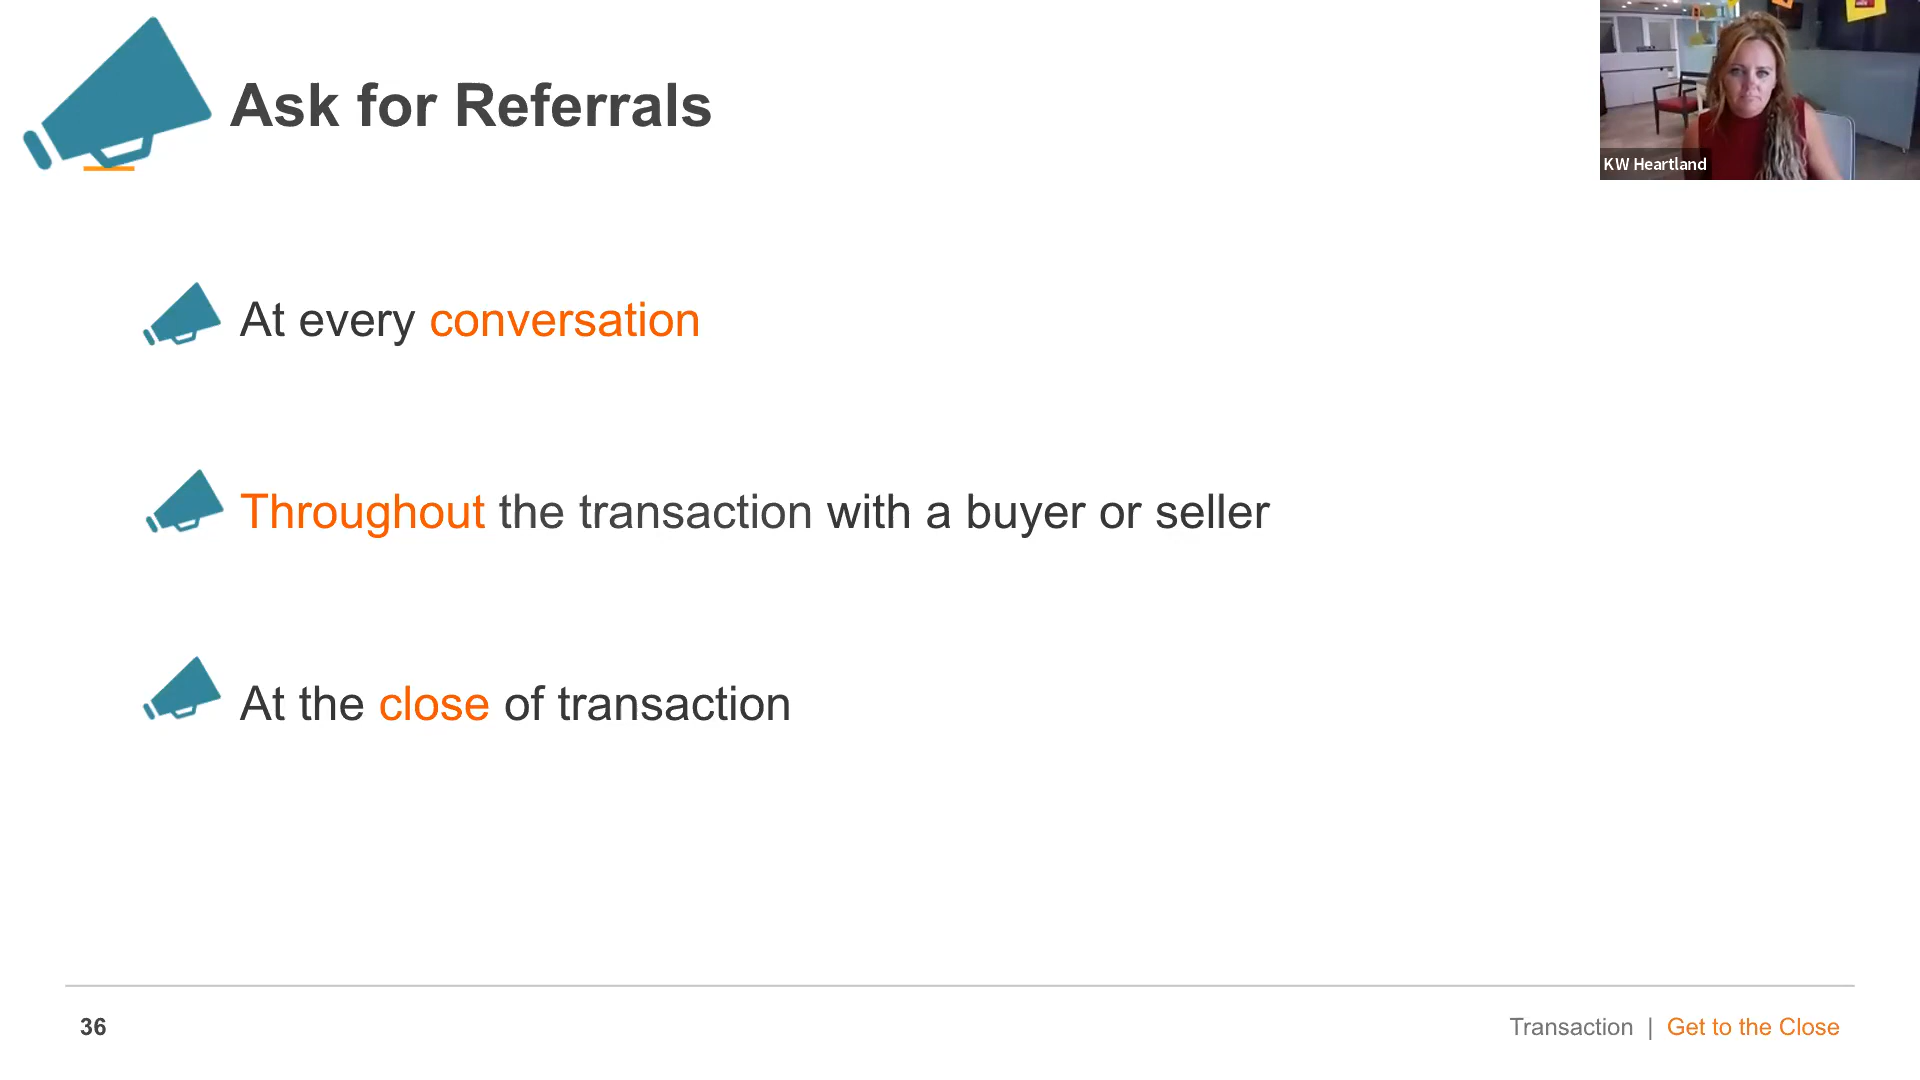 Ask for Referrals
KW Heartland
At every conversation
Throughout the transaction with a buyer or seller
At the close of transaction
36
Transaction | Get to the Close